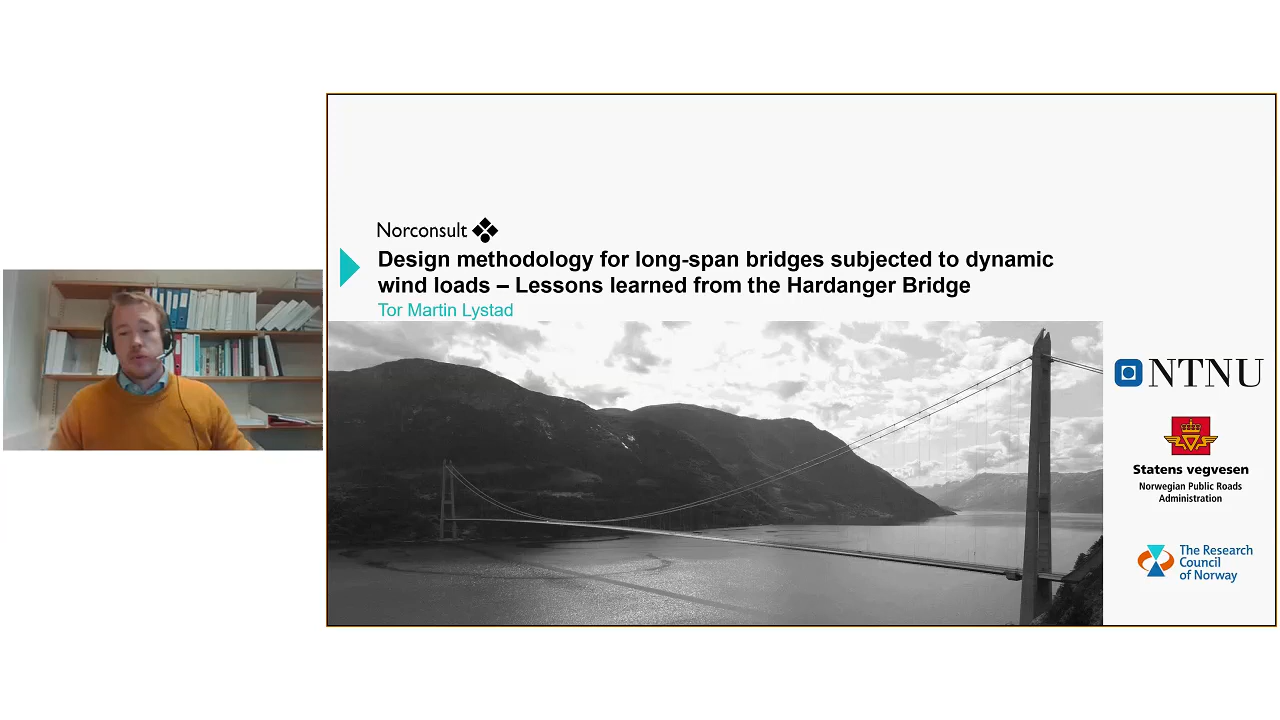 Norconsult
Design methodology for long-span bridges subjected to dynamic
wind loads – Lessons learned from the Hardanger Bridge
Tor Martin Lystad
NTNU
Statens vegvesen
Norwegian Public Roads
Administration
The Research
Council
of Norway